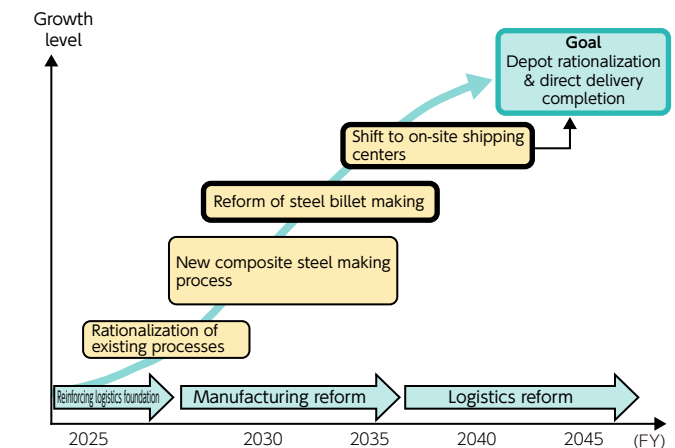 Growth
level
Goal
Depot rationalization
& direct delivery
completion
Shift to on-site shipping
centers
Reform of steel billet making
New composite steel making
process
Rationalization of
existing processes
Reinforcing logistics foundation
Manufacturing reform
Logistics reform
2025
2030
2035
2040
2045
(FY)